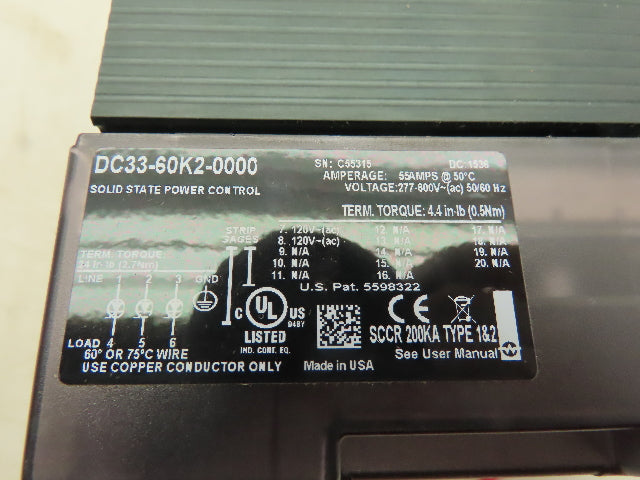 DC33-60K2-0000
SOLID STATE POWER CONTROL
SN: C55315 DC:1536
AMPERAGE: 55AMPS @ 50°C
VOLTAGE:277-600V~(ac) 50/60 Hz
TERM. TORQUE: 4.4 in-lb (0.5Nm)
STRIP
GAGES
7. 120V~(ac) 12. N/A 17. N/A
8. 120V~(ac) 13. N/A 18. N/A
9. N/A 14. N/A 19. N/A
10. N/A 15. N/A 20. N/A
11. N/A 16. N/A
U.S. Pat. 5598322
TERM. TORQUE:
24 in-lb (2.7Nm)
LINE 1 2 3 GND
LOAD 4 5 6
60° OR 75°C WIRE
USE COPPER CONDUCTOR ONLY
C UL US
LISTED
IND. CONT. EQ.
Made in USA
CE
SCCR 200KA TYPE 1&2
See User Manual